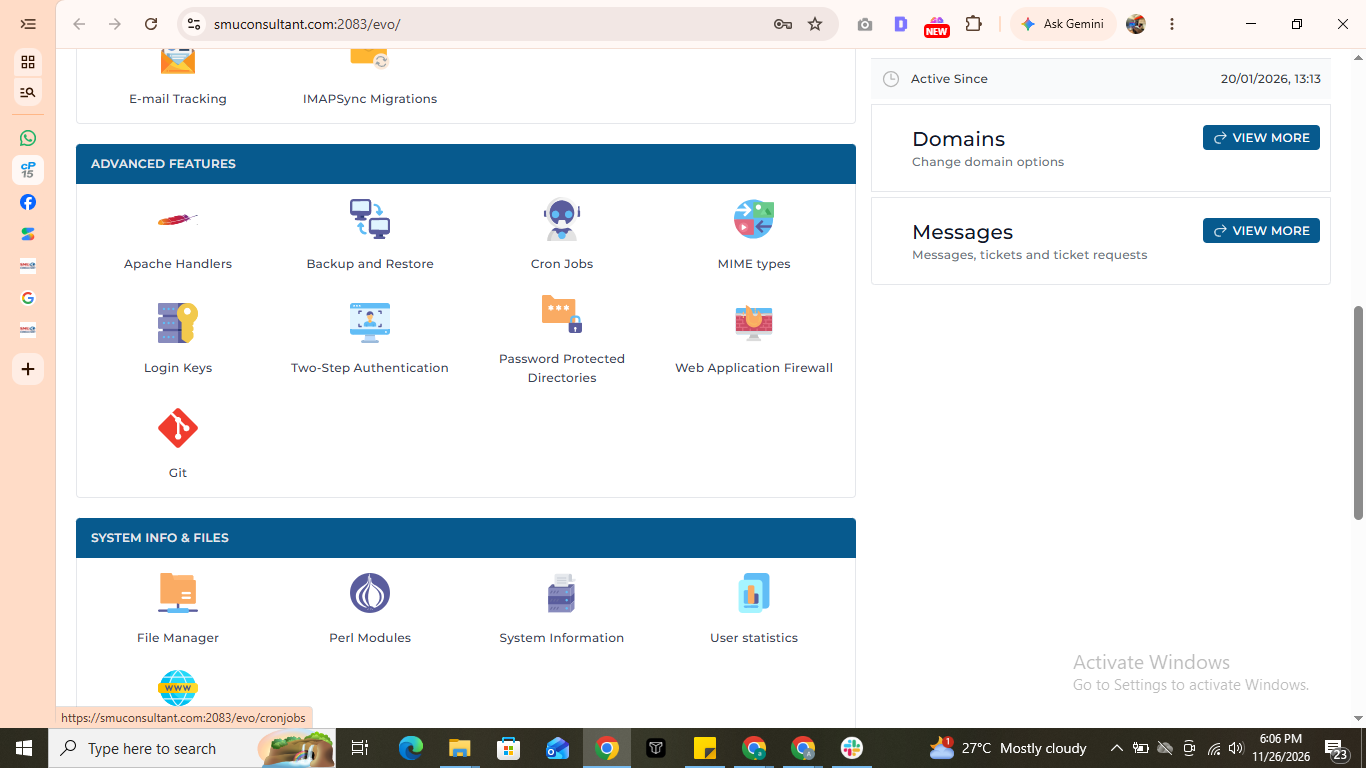 smuconsultant.com:2083/evo/
NEW
Ask Gemini
cP
15
E-mail Tracking
IMAPSync Migrations
ADVANCED FEATURES
Apache Handlers
Backup and Restore
Cron Jobs
MIME types
Login Keys
Two-Step Authentication
Password Protected
Directories
Web Application Firewall
Git
SYSTEM INFO & FILES
File Manager
Perl Modules
System Information
User statistics
WWW
Active Since
20/01/2026, 13:13
Domains
VIEW MORE
Change domain options
Messages
VIEW MORE
Messages, tickets and ticket requests
Activate Windows
Go to Settings to activate Windows.
https://smuconsultant.com:2083/evo/cronjobs
Type here to search
27°C Mostly cloudy
6:06 PM
11/26/2026
1
23